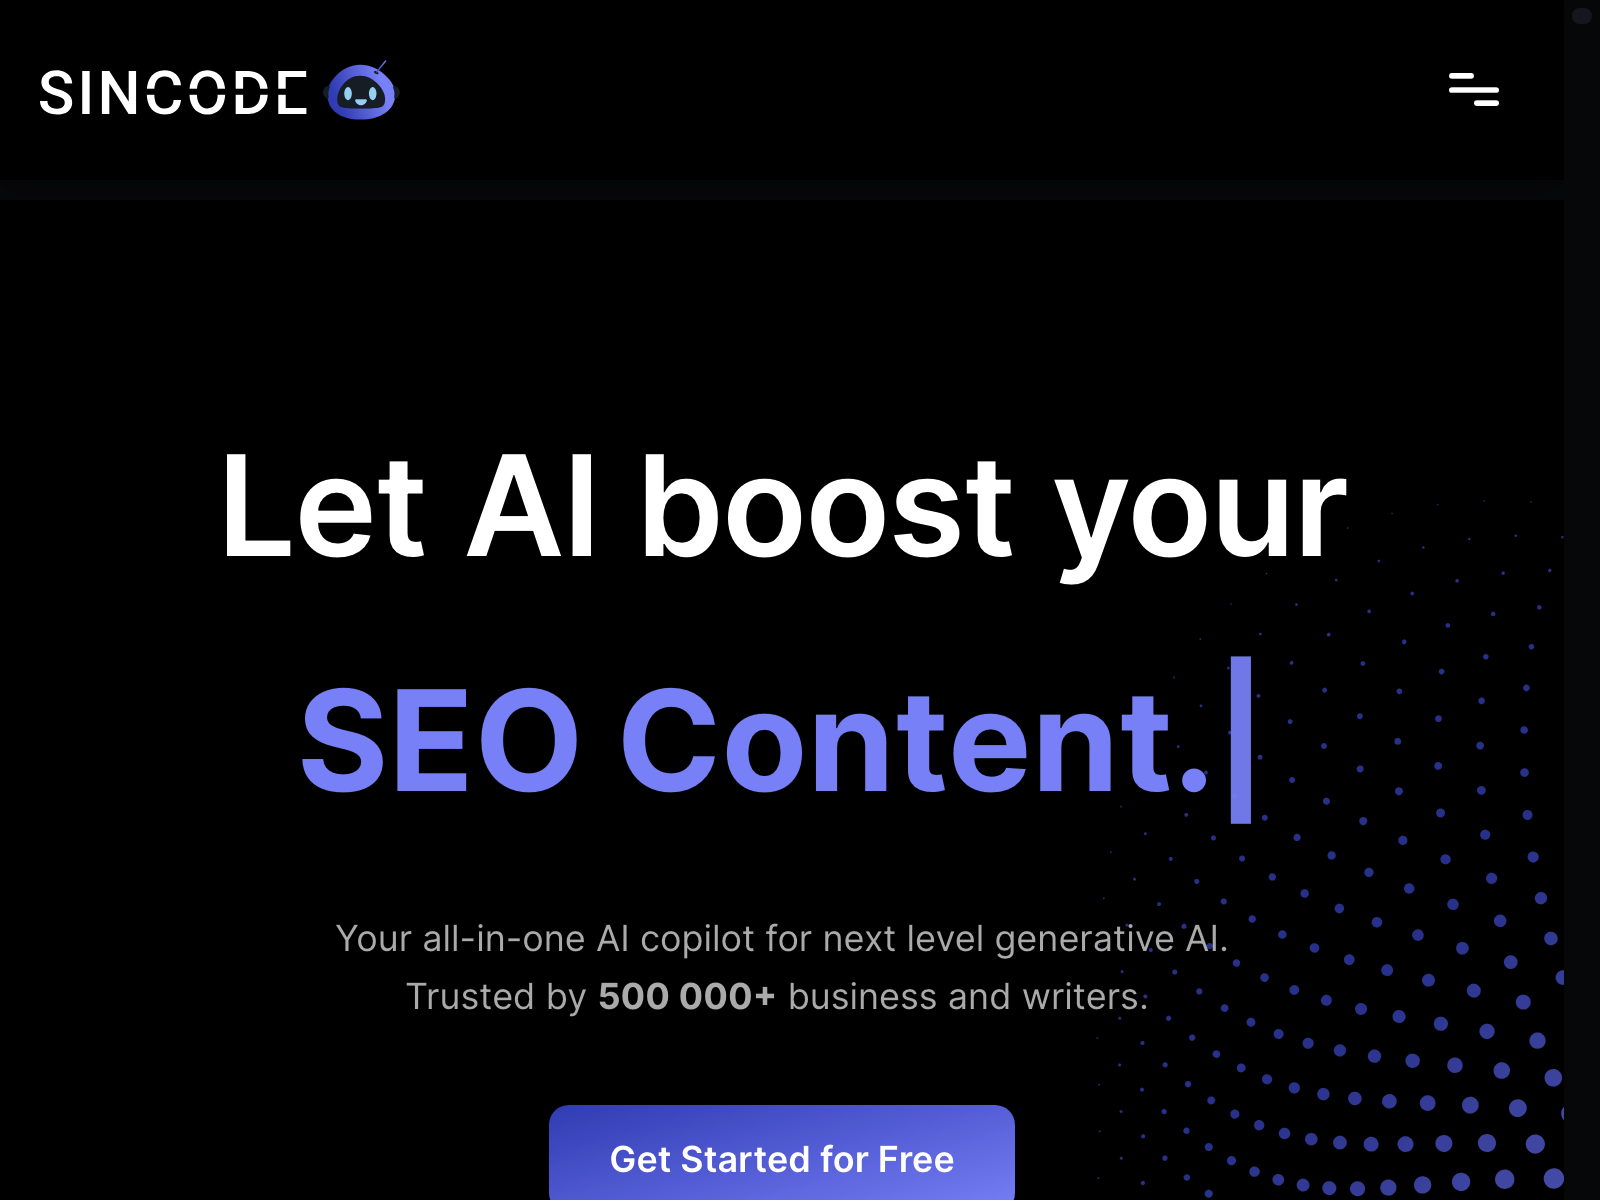 SINCODE
Let AI boost your
SEO Content.|
Your all-in-one AI copilot for next level generative AI.
Trusted by 500 000+ business and writers.
Get Started for Free